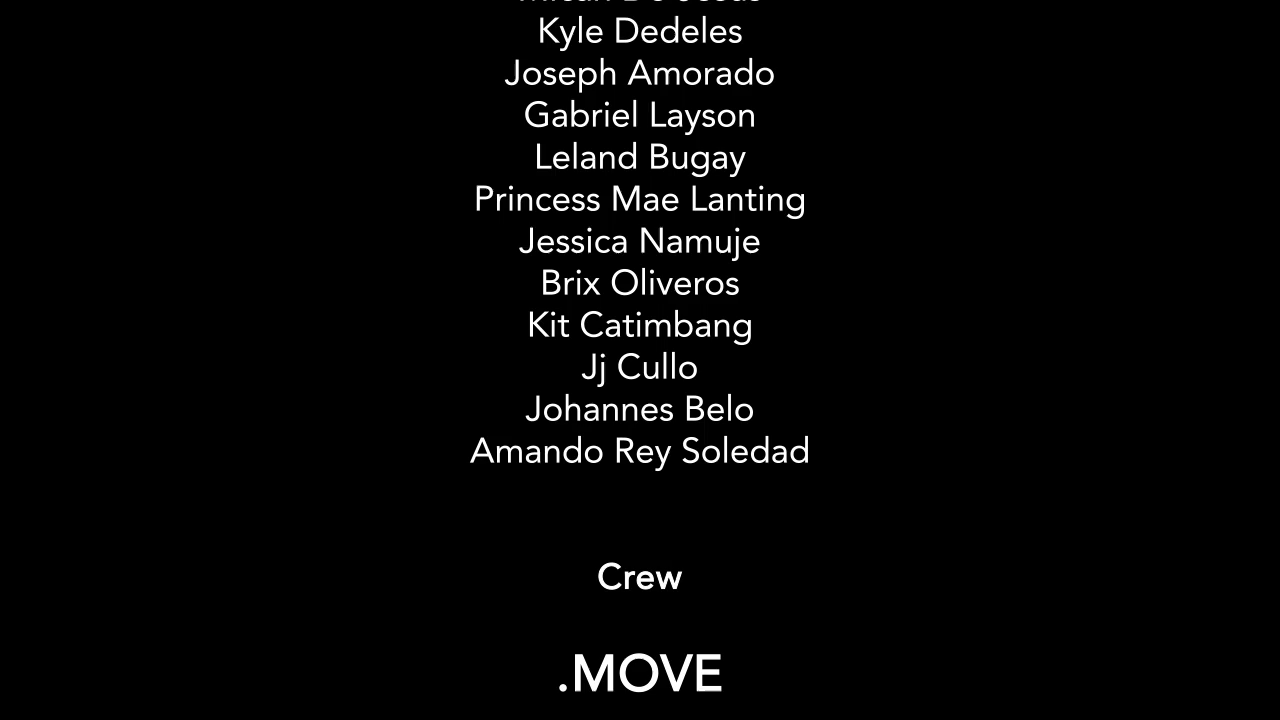 Kyle Dedeles
Joseph Amorado
Gabriel Layson
Leland Bugay
Princess Mae Lanting
Jessica Namuje
Brix Oliveros
Kit Catimbang
Jj Cullo
Johannes Belo
Amando Rey Soledad
Crew
.MOVE